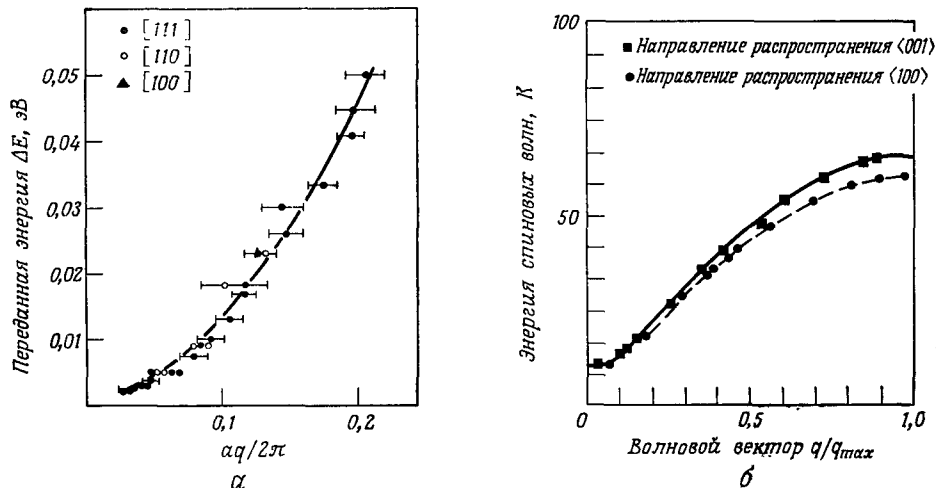 • [111]
○ [110]
▲ [100]
Переданная энергия ΔE, эВ
0,05
0,04
0,03
0,02
0,01
0,1
0,2
aq/2π
а
Энергия спиновых волн, К
100
50
■ Направление распространения ⟨001⟩
• Направление распространения ⟨100⟩
0
0,5
1,0
Волновой вектор q/qmax
б